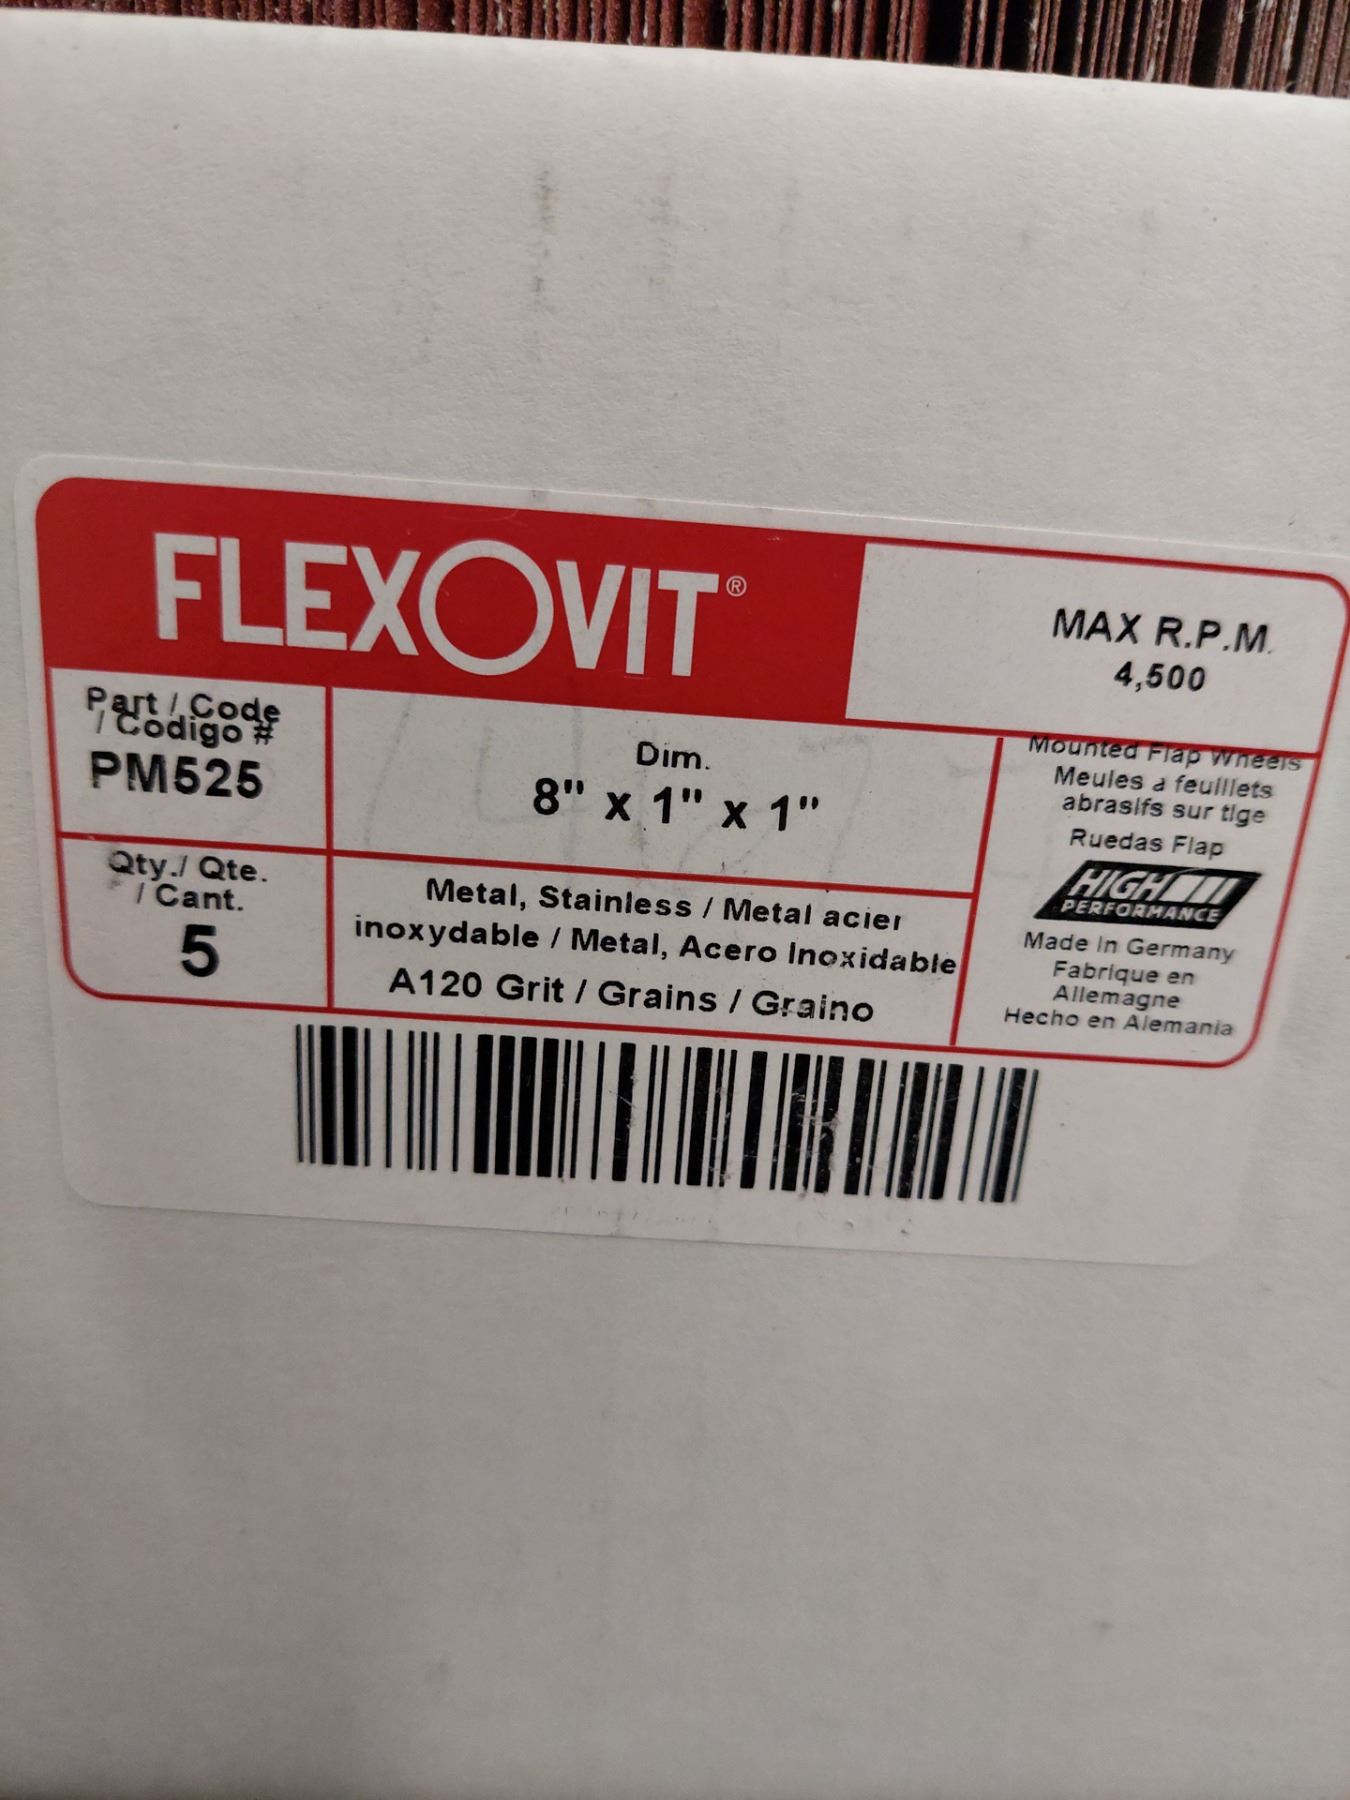 FLEXOVIT®
MAX R.P.M.
4,500
Part / Code
/ Codigo #
PM525
Dim.
8" x 1" x 1"
Mounted Flap Wheels
Meules a feuillets
abrasifs sur tige
Ruedas Flap
HIGH
PERFORMANCE
Made in Germany
Fabrique en
Allemagne
Hecho en Alemania
Qty./ Qte.
/ Cant.
5
Metal, Stainless / Metal acier
inoxydable / Metal, Acero Inoxidable
A120 Grit / Grains / Graino